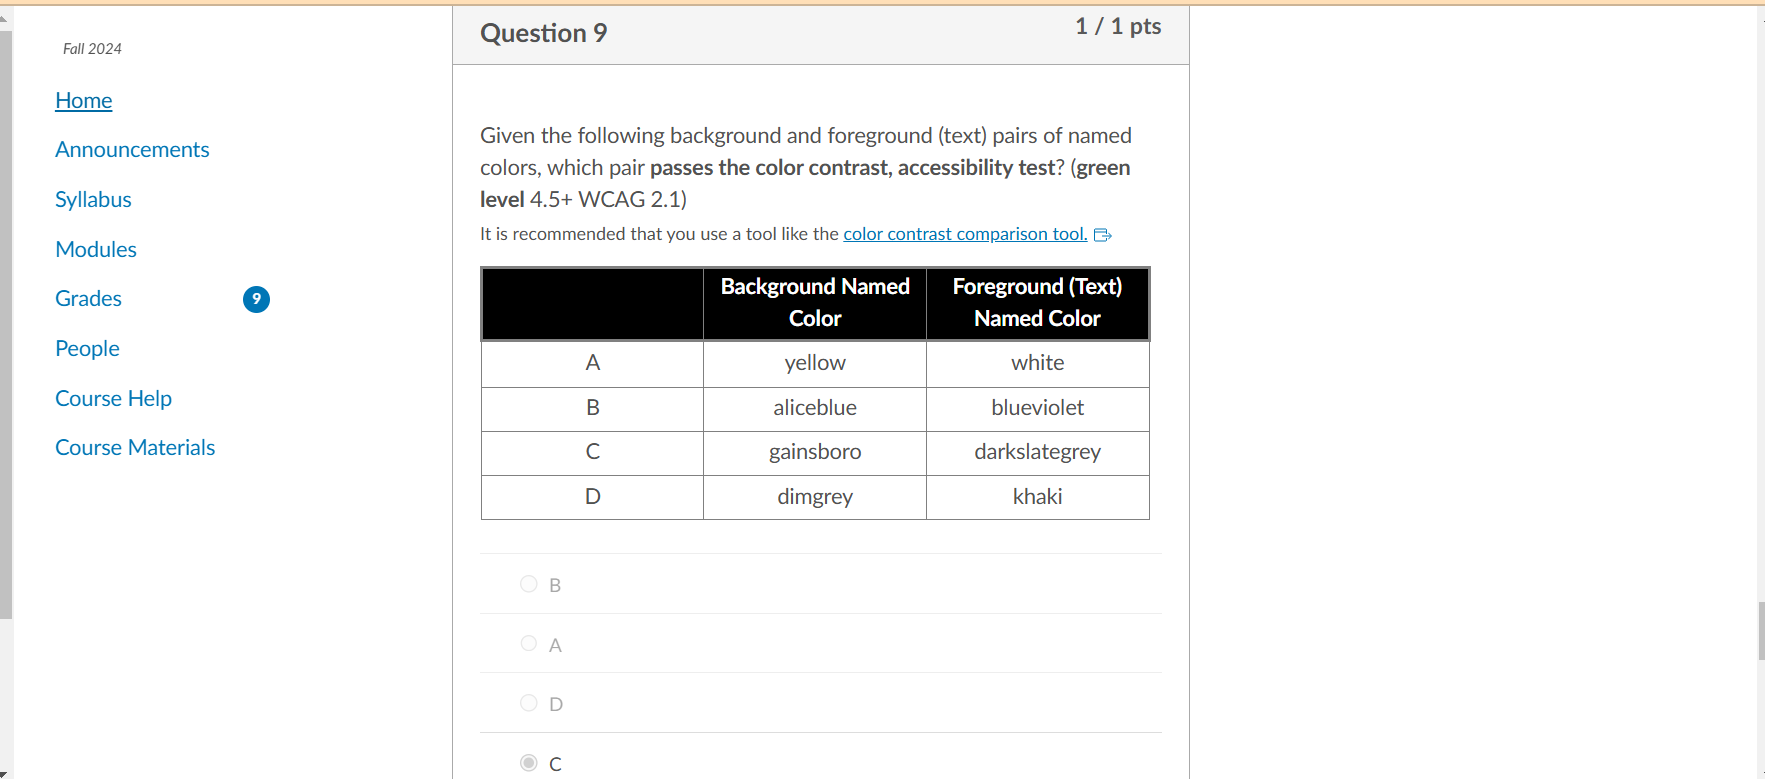 Fall 2024
Home
Announcements
Syllabus
Modules
Grades 9
People
Course Help
Course Materials
Question 9
1 / 1 pts
Given the following background and foreground (text) pairs of named
colors, which pair passes the color contrast, accessibility test? (green
level 4.5+ WCAG 2.1)
It is recommended that you use a tool like the color contrast comparison tool.
Background Named Color Foreground (Text) Named Color
A yellow white
B aliceblue blueviolet
C gainsboro darkslategrey
D dimgrey khaki
B
A
D
C